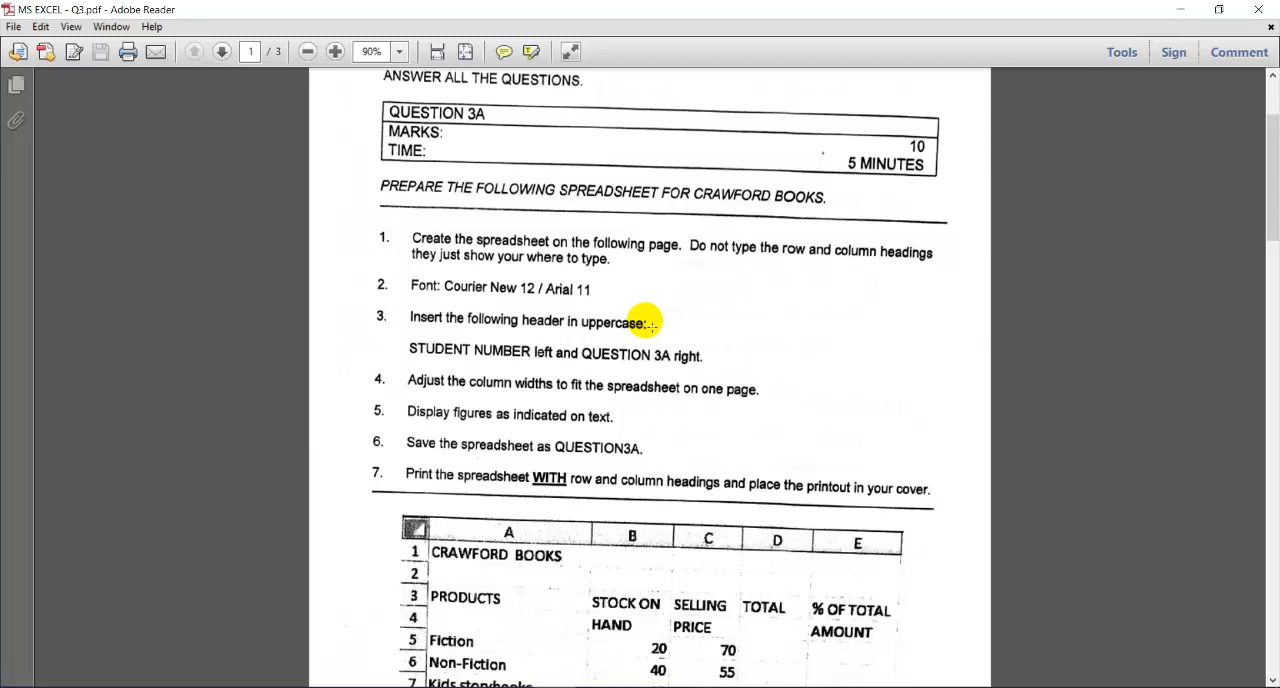 MS EXCEL - Q3.pdf - Adobe Reader
File Edit View Window Help
1 / 3 90% Tools Sign Comment
ANSWER ALL THE QUESTIONS.
QUESTION 3A
MARKS: 10
TIME: 5 MINUTES
PREPARE THE FOLLOWING SPREADSHEET FOR CRAWFORD BOOKS.
1. Create the spreadsheet on the following page. Do not type the row and column headings
they just show your where to type.
2. Font: Courier New 12 / Arial 11
3. Insert the following header in uppercase:
STUDENT NUMBER left and QUESTION 3A right.
4. Adjust the column widths to fit the spreadsheet on one page.
5. Display figures as indicated on text.
6. Save the spreadsheet as QUESTION3A.
7. Print the spreadsheet WITH row and column headings and place the printout in your cover.
A B C D E
1 CRAWFORD BOOKS
2
3 PRODUCTS STOCK ON SELLING TOTAL % OF TOTAL
4 HAND PRICE AMOUNT
5 Fiction 20 70
6 Non-Fiction 40 55
7 Kids storybooks